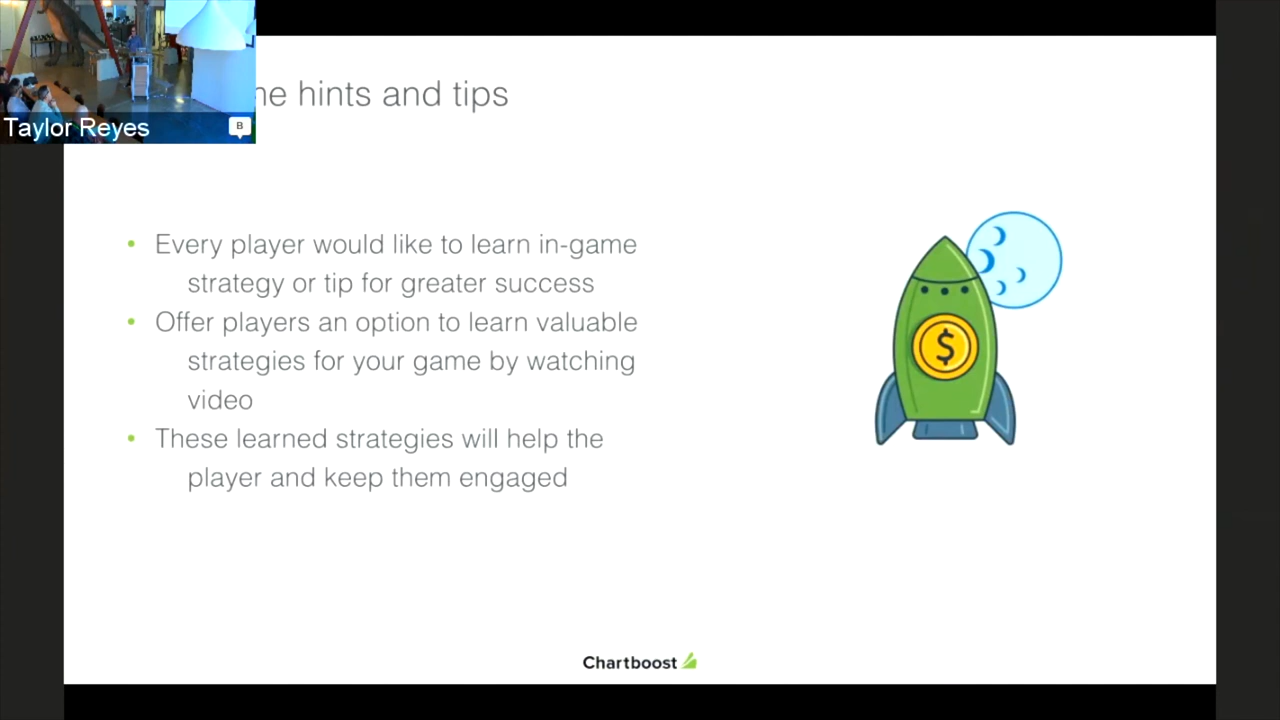 hints and tips
Taylor Reyes
B
• Every player would like to learn in-game
strategy or tip for greater success
• Offer players an option to learn valuable
strategies for your game by watching
video
• These learned strategies will help the
player and keep them engaged
$
Chartboost